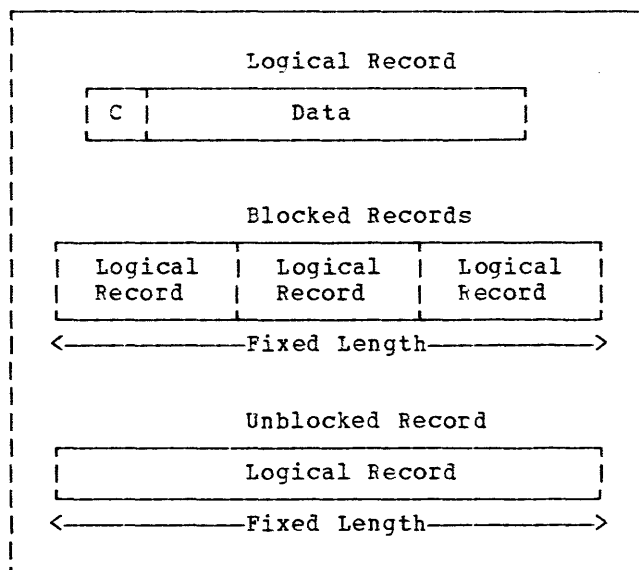 Logical Record
C Data
Blocked Records
Logical Logical Logical
Record Record Record
<———Fixed Length———>
Unblocked Record
Logical Record
<———Fixed Length———>